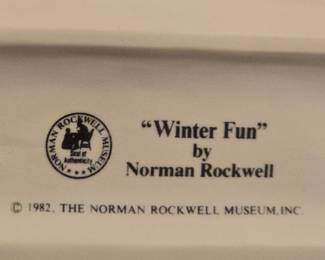 NORMAN ROCKWELL MUSEUM
Seal of
Authenticity
"Winter Fun"
by
Norman Rockwell
© 1982, THE NORMAN ROCKWELL MUSEUM, INC.